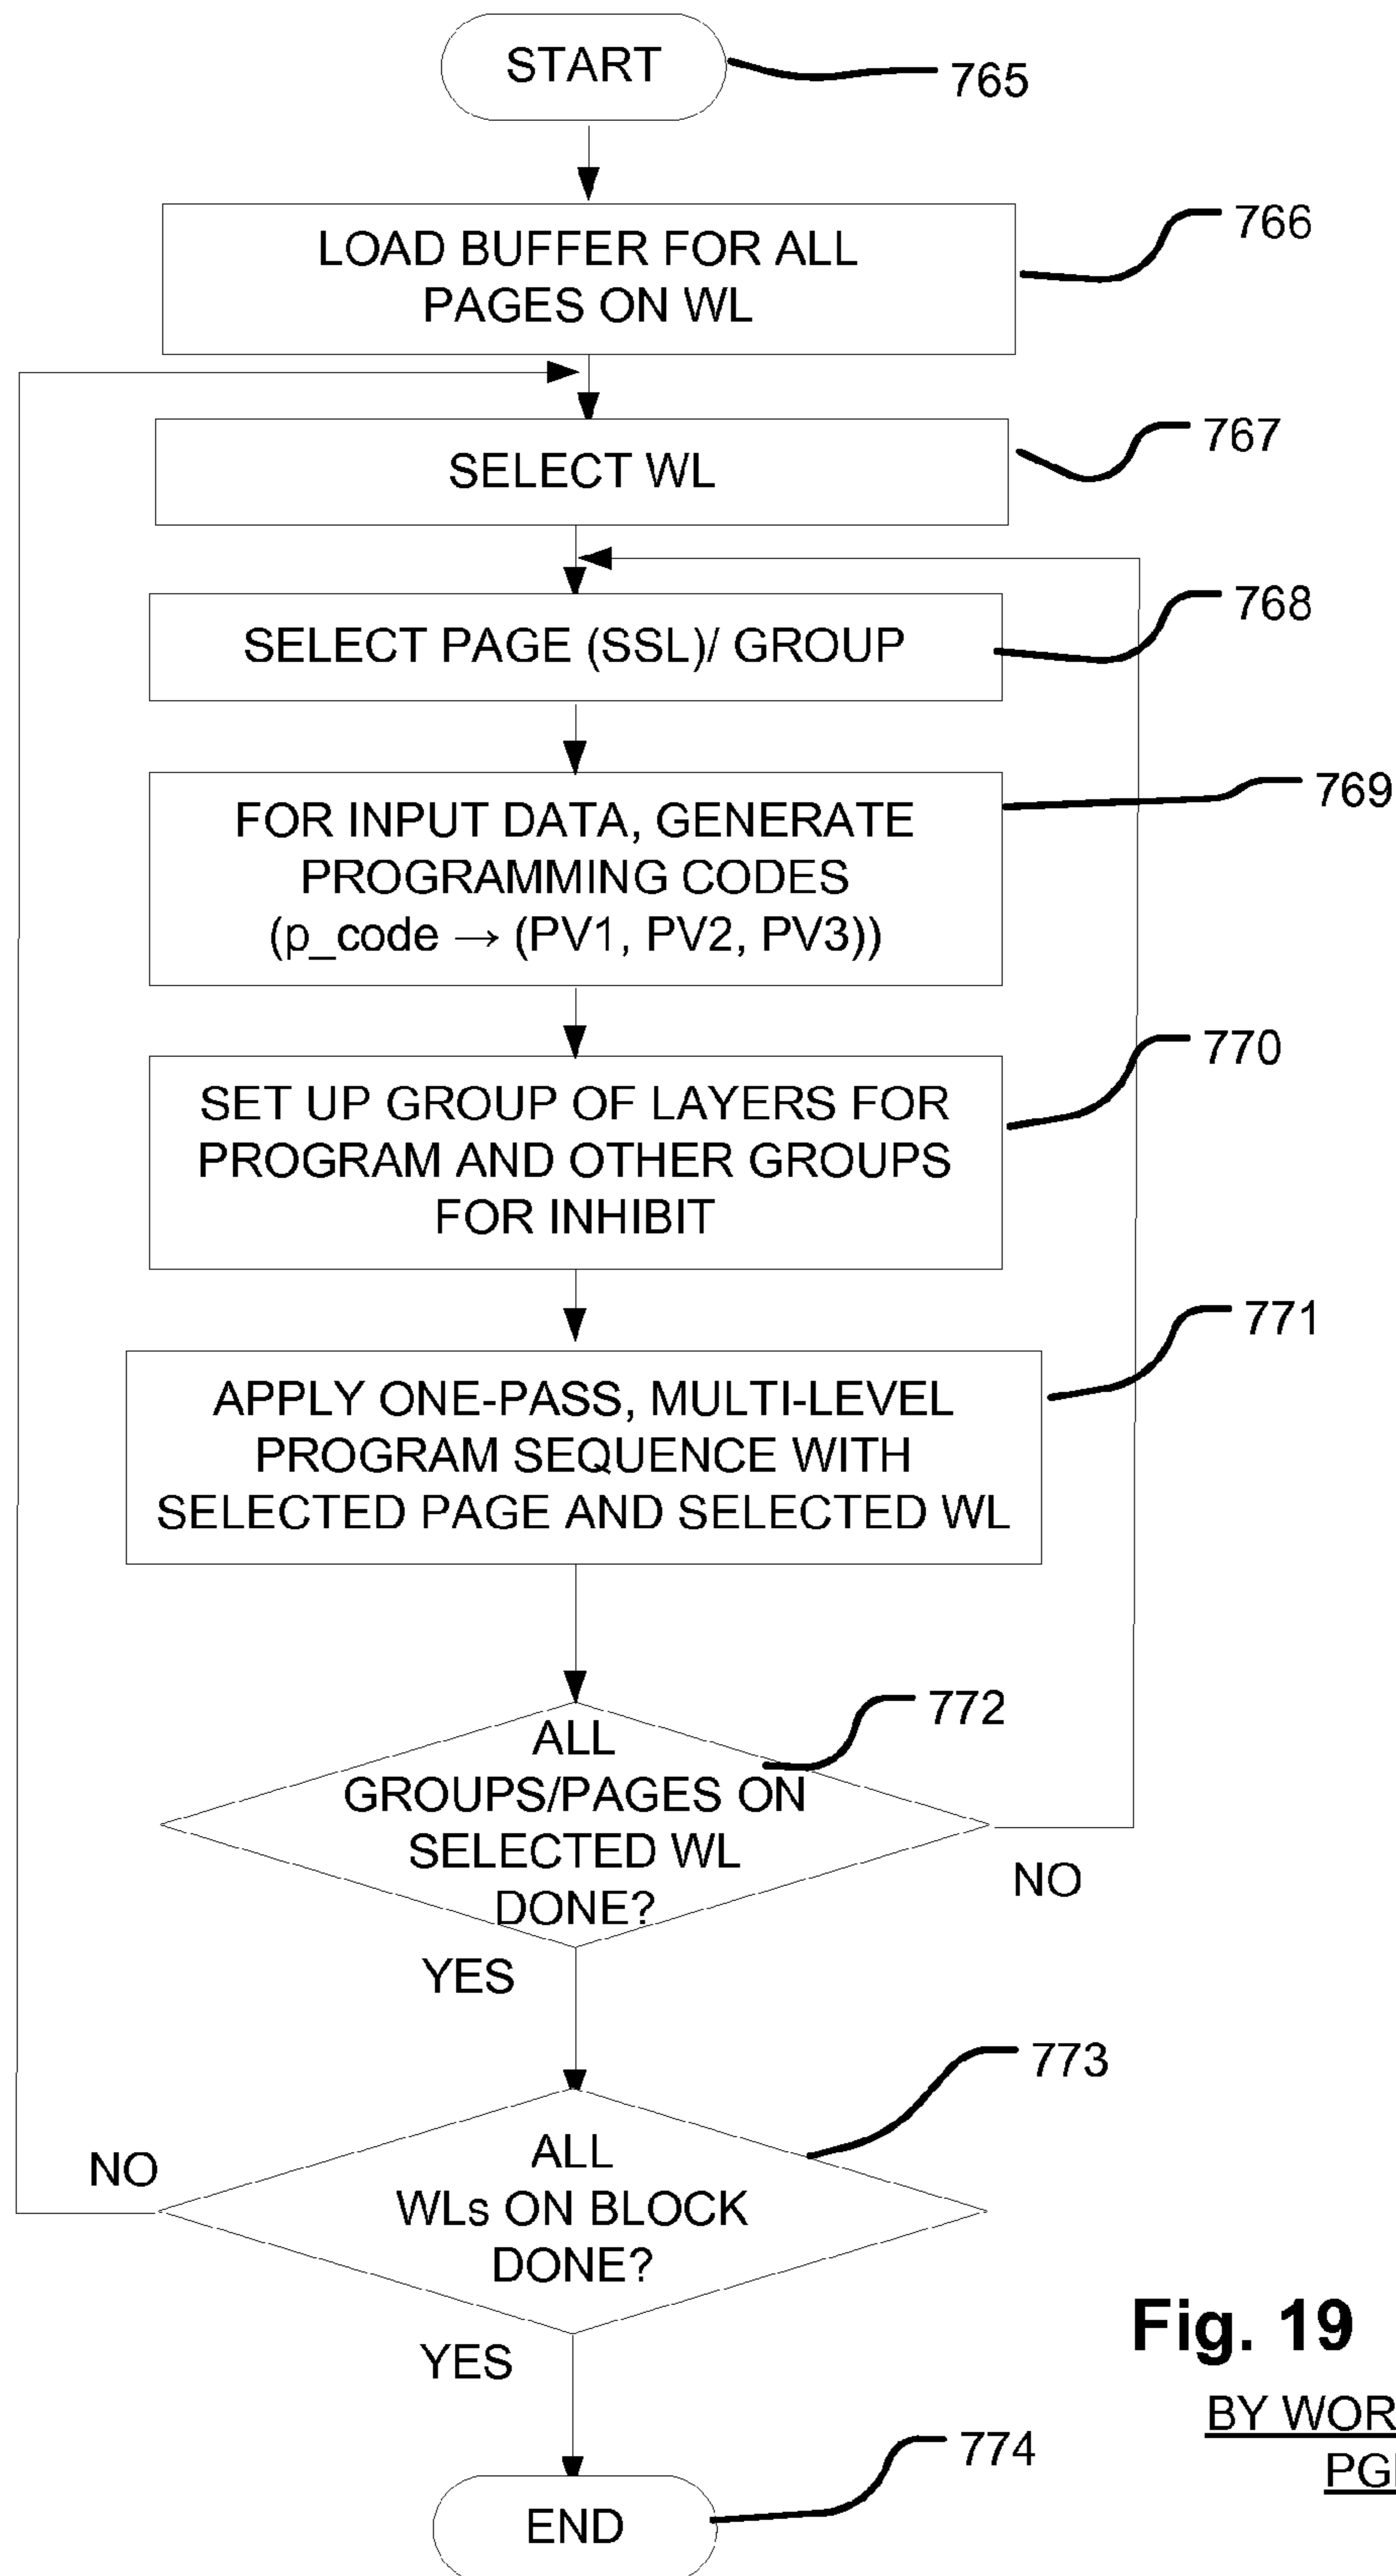 START
765
LOAD BUFFER FOR ALL
PAGES ON WL
766
SELECT WL
767
SELECT PAGE (SSL)/ GROUP
768
FOR INPUT DATA, GENERATE
PROGRAMMING CODES
(p_code → (PV1, PV2, PV3))
769
SET UP GROUP OF LAYERS FOR
PROGRAM AND OTHER GROUPS
FOR INHIBIT
770
APPLY ONE-PASS, MULTI-LEVEL
PROGRAM SEQUENCE WITH
SELECTED PAGE AND SELECTED WL
771
ALL
GROUPS/PAGES ON
SELECTED WL
DONE?
772
NO
YES
ALL
WLs ON BLOCK
DONE?
773
NO
YES
END
774
Fig. 19
BY